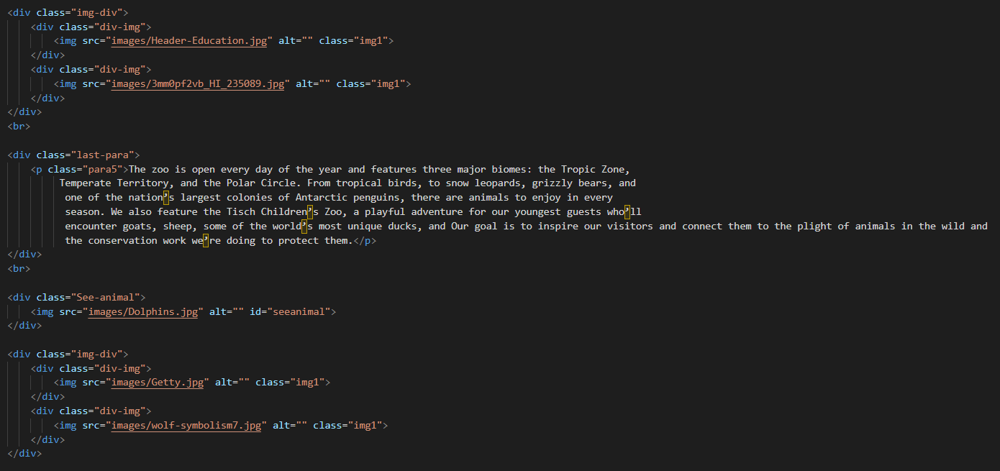 <div class="img-div">
    <div class="div-img">
        <img src="images/Header-Education.jpg" alt="" class="img1">
    </div>
    <div class="div-img">
        <img src="images/3mm0pf2vb_HI_235089.jpg" alt="" class="img1">
    </div>
</div>
<br>

<div class="last-para">
    <p class="para5">The zoo is open every day of the year and features three major biomes: the Tropic Zone,
         Temperate Territory, and the Polar Circle. From tropical birds, to snow leopards, grizzly bears, and
          one of the nation’s largest colonies of Antarctic penguins, there are animals to enjoy in every
          season. We also feature the Tisch Children’s Zoo, a playful adventure for our youngest guests who’ll
          encounter goats, sheep, some of the world’s most unique ducks, and Our goal is to inspire our visitors and connect them to the plight of animals in the wild and
          the conservation work we’re doing to protect them.</p>
</div>
<br>

<div class="See-animal">
    <img src="images/Dolphins.jpg" alt="" id="seeanimal">
</div>

<div class="img-div">
    <div class="div-img">
        <img src="images/Getty.jpg" alt="" class="img1">
    </div>
    <div class="div-img">
        <img src="images/wolf-symbolism7.jpg" alt="" class="img1">
    </div>
</div>